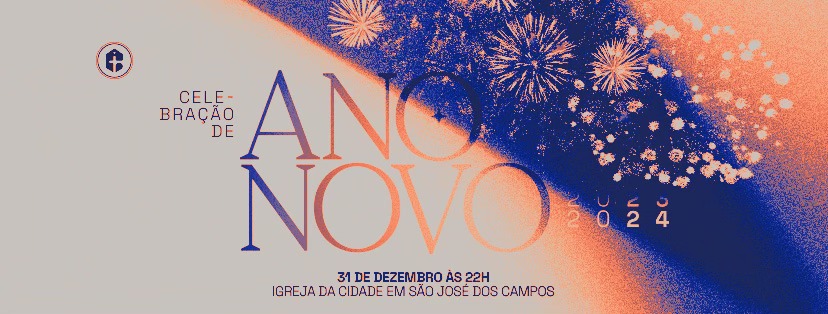 CELE-
BRAÇÃO
DE
ANO
NOVO
2023
2024
31 DE DEZEMBRO ÀS 22H
IGREJA DA CIDADE EM SÃO JOSÉ DOS CAMPOS